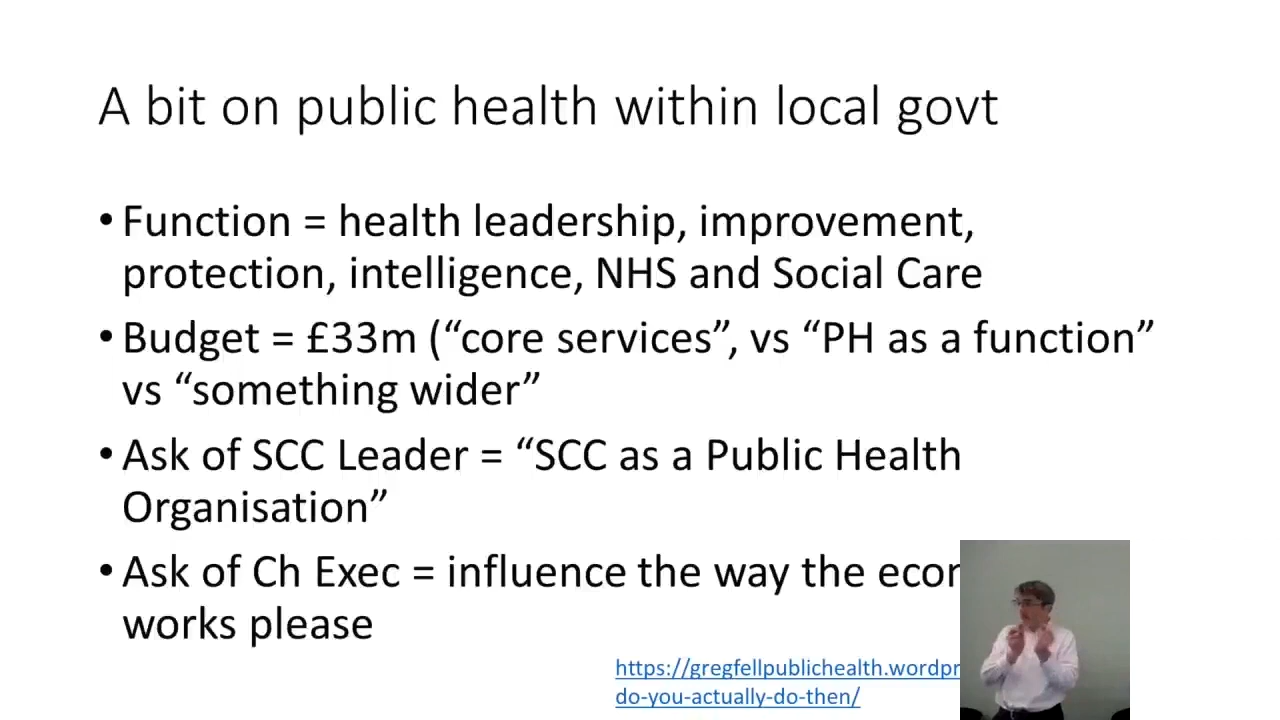 A bit on public health within local govt
• Function = health leadership, improvement,
protection, intelligence, NHS and Social Care
• Budget = £33m (“core services”, vs “PH as a function”
vs “something wider”
• Ask of SCC Leader = “SCC as a Public Health
Organisation”
• Ask of Ch Exec = influence the way the
works please
https://gregfellpublichealth.wordpr
do-you-actually-do-then/